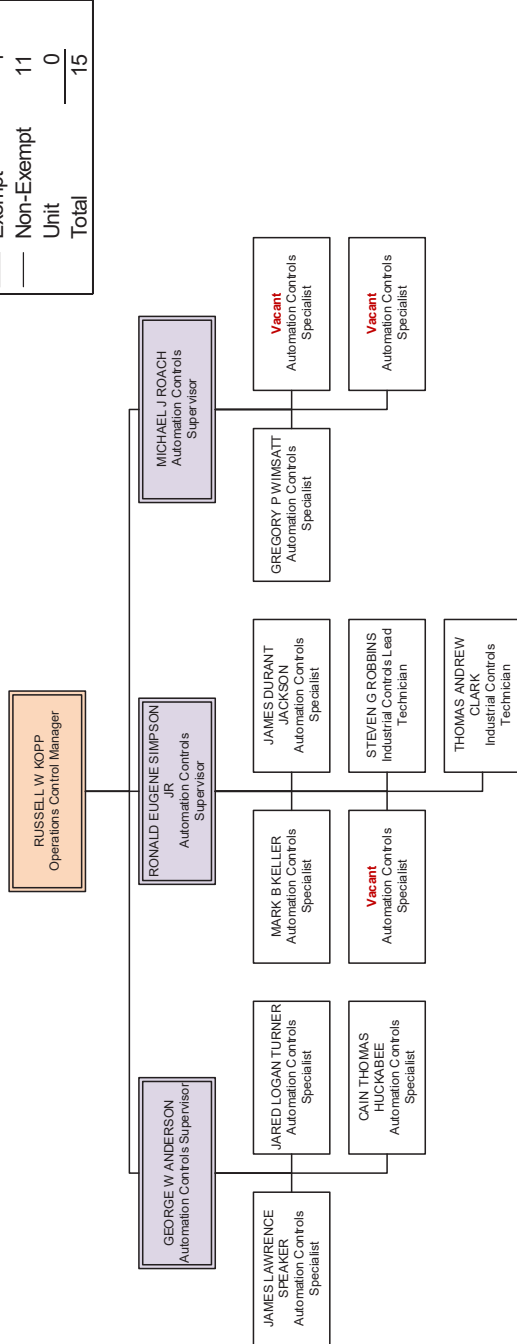 Exempt
Non-Exempt 11
Unit 0
Total 15
RUSSELL W KOPP
Operations Control Manager
GEORGE W ANDERSON
Automation Controls Supervisor
RONALD EUGENE SIMPSON
JR
Automation Controls
Supervisor
MICHAEL J ROACH
Automation Controls
Supervisor
JAMES LAWRENCE
SPEAKER
Automation Controls
Specialist
JARED LOGAN TURNER
Automation Controls
Specialist
CAIN THOMAS
HUCKABEE
Automation Controls
Specialist
MARK B KELLER
Automation Controls
Specialist
JAMES DURANT
JACKSON
Automation Controls
Specialist
Vacant
Automation Controls
Specialist
STEVEN G ROBBINS
Industrial Controls Lead
Technician
THOMAS ANDREW
CLARK
Industrial Controls
Technician
GREGORY P WIMSATT
Automation Controls
Specialist
Vacant
Automation Controls
Specialist
Vacant
Automation Controls
Specialist